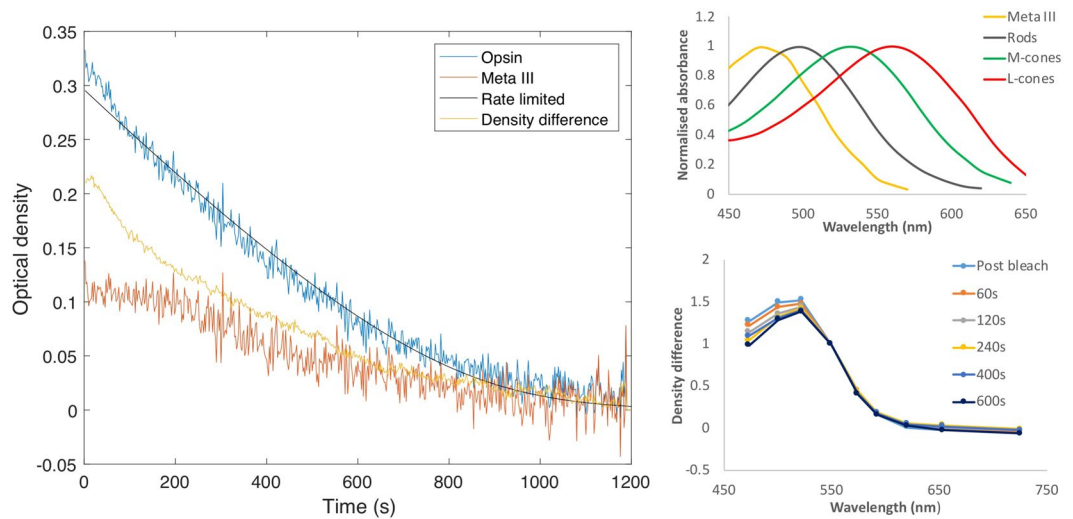 0.35
0.3
0.25
0.2
0.15
0.1
0.05
0
-0.05
Optical density
0 200 400 600 800 1000 1200
Time (s)
Opsin
Meta III
Rate limited
Density difference
1.2
1
0.8
0.6
0.4
0.2
0
Normalised absorbance
450 500 550 600 650
Wavelength (nm)
Meta III
Rods
M-cones
L-cones
2
1.5
1
0.5
0
-0.5
Density difference
450 550 650 750
Wavelength (nm)
Post bleach
60s
120s
240s
400s
600s